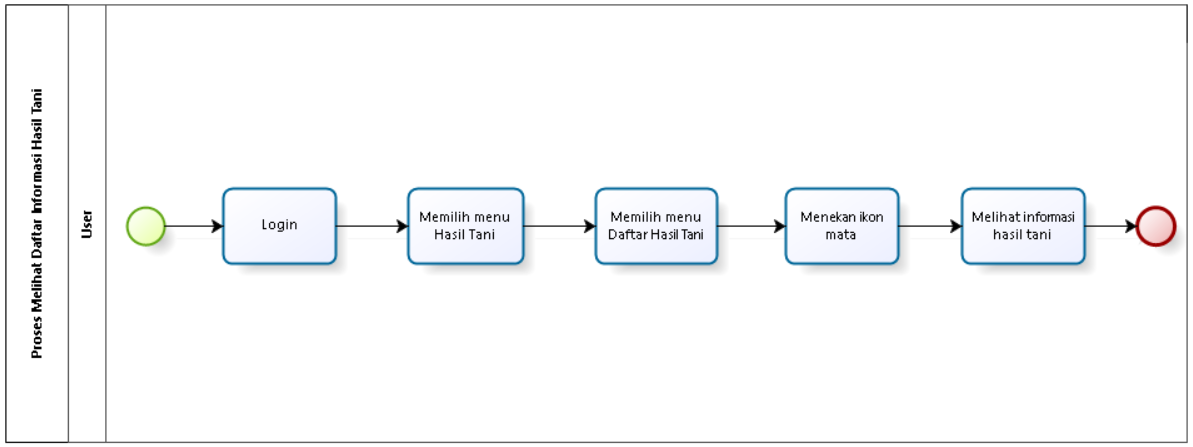 Proses Melihat Daftar Informasi Hasil Tani
User
Login
Memilih menu
Hasil Tani
Memilih menu
Daftar Hasil Tani
Menekan ikon
mata
Melihat informasi
hasil tani